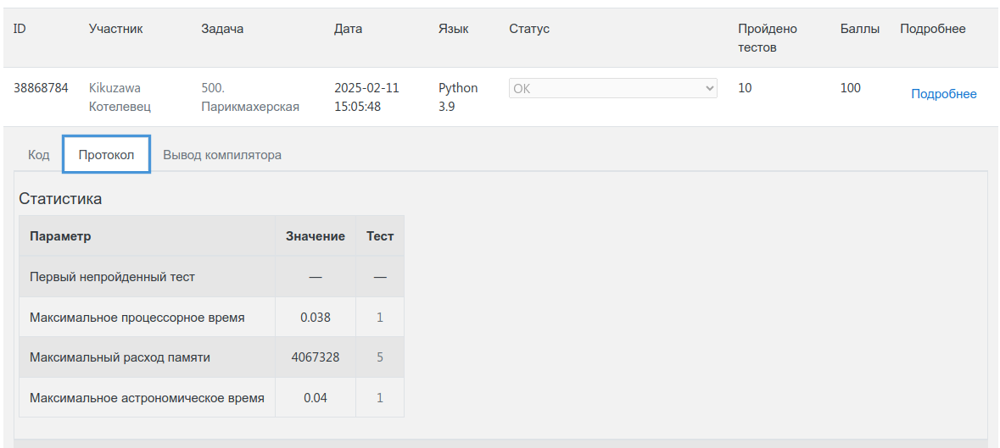 ID Участник Задача Дата Язык Статус Пройдено тестов Баллы Подробнее
38868784 Kikuzawa Котелевец 500. Парикмахерская 2025-02-11 15:05:48 Python 3.9 OK 10 100 Подробнее
Код Протокол Вывод компилятора
Статистика
Параметр Значение Тест
Первый непройденный тест — —
Максимальное процессорное время 0.038 1
Максимальный расход памяти 4067328 5
Максимальное астрономическое время 0.04 1